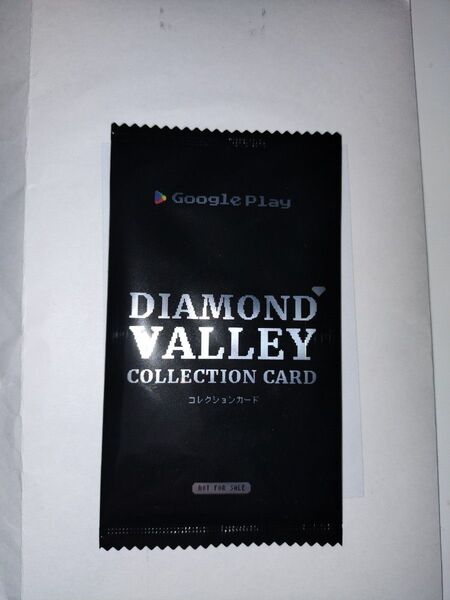 Google Play
DIAMOND
VALLEY
COLLECTION CARD
コレクションカード
NOT FOR SALE